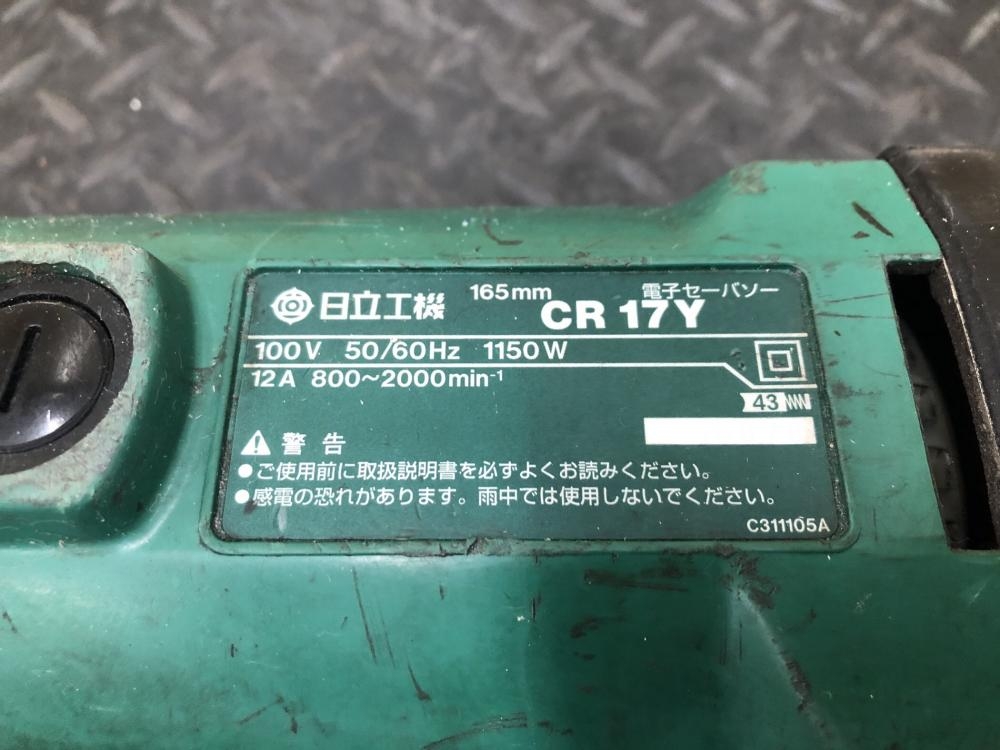 日立工機 165mm 電子セーバソー
CR 17Y
100V 50/60Hz 1150W
12A 800～2000min⁻¹
43
警告
●ご使用前に取扱説明書を必ずよくお読みください。
●感電の恐れがあります。雨中では使用しないでください。
C311105A